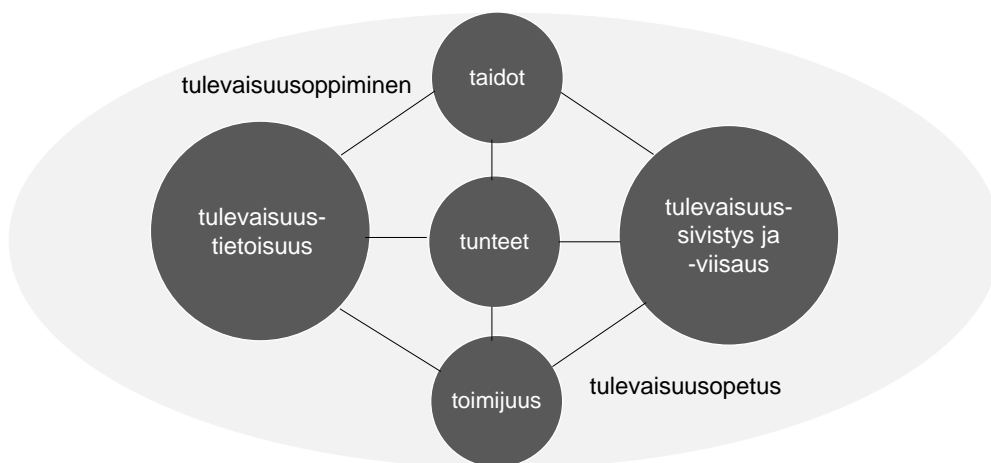 taidot
tulevaisuusoppiminen
tulevaisuus-
tietoisuus
tunteet
tulevaisuus-
sivistys ja
-viisaus
toimijuus
tulevaisuusopetus